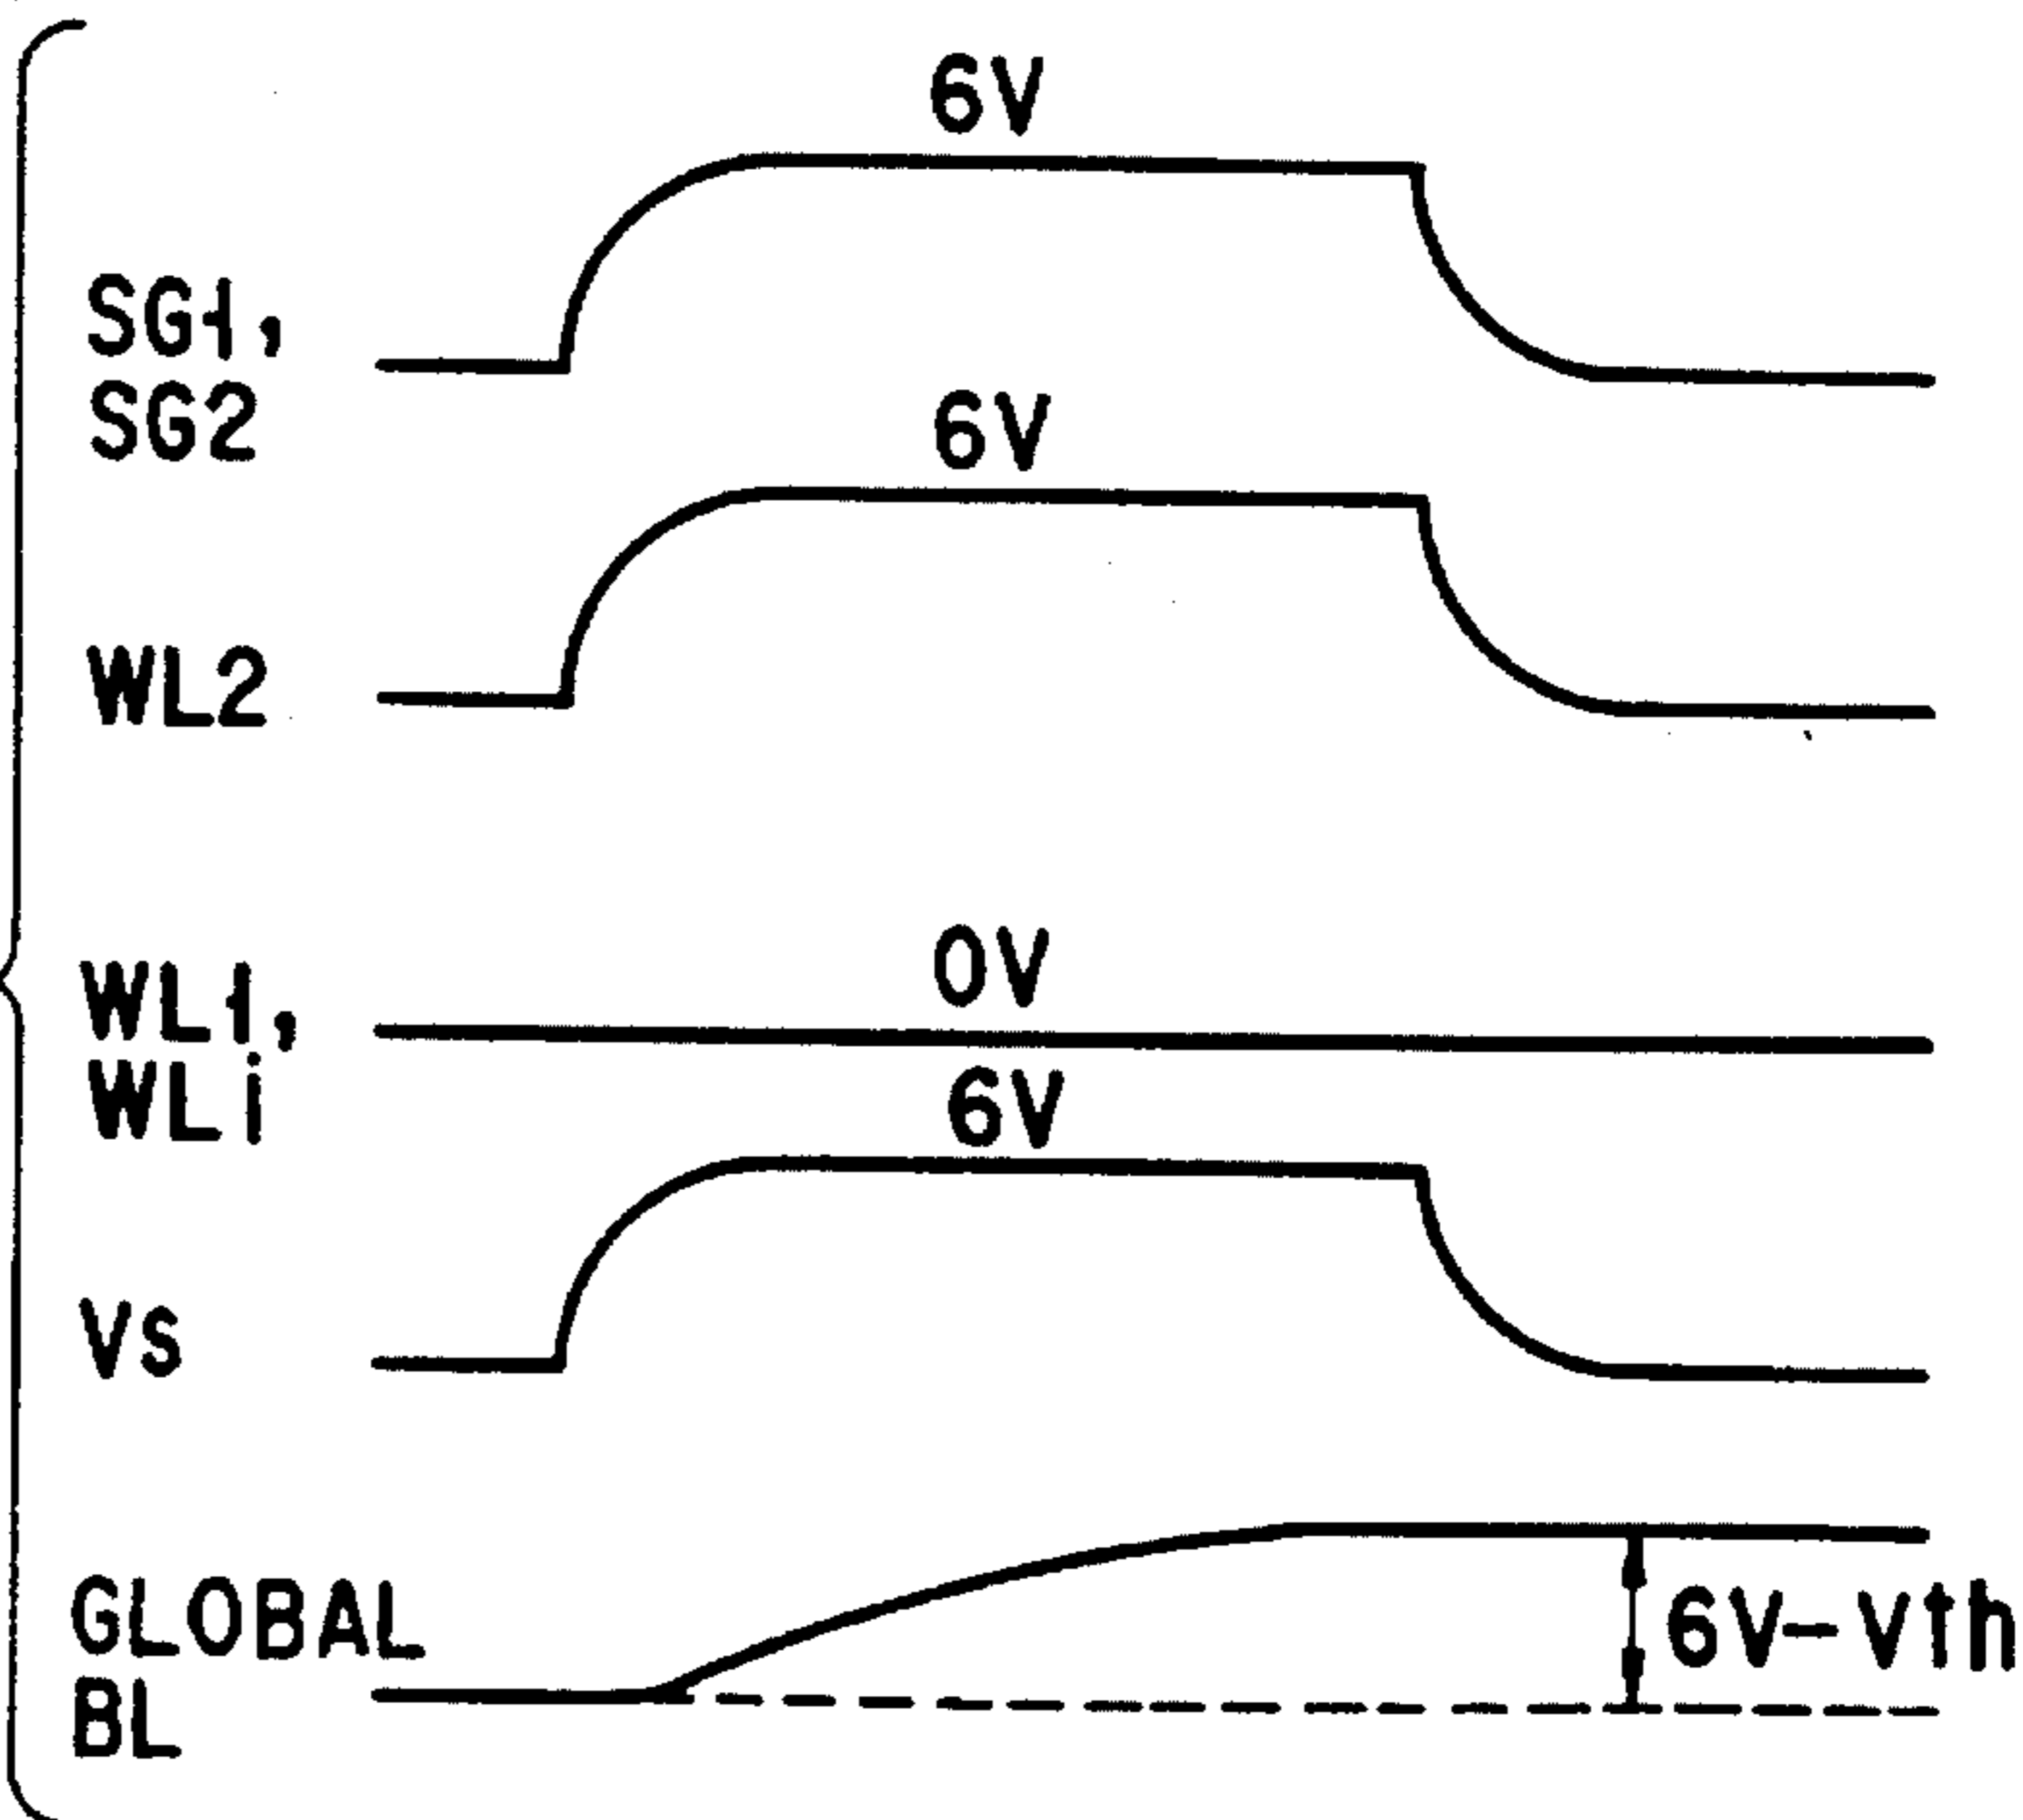 6V
SG1,
SG2
6V
WL2
0V
WL1,
WLi
6V
VS
GLOBAL
BL
6V-Vth